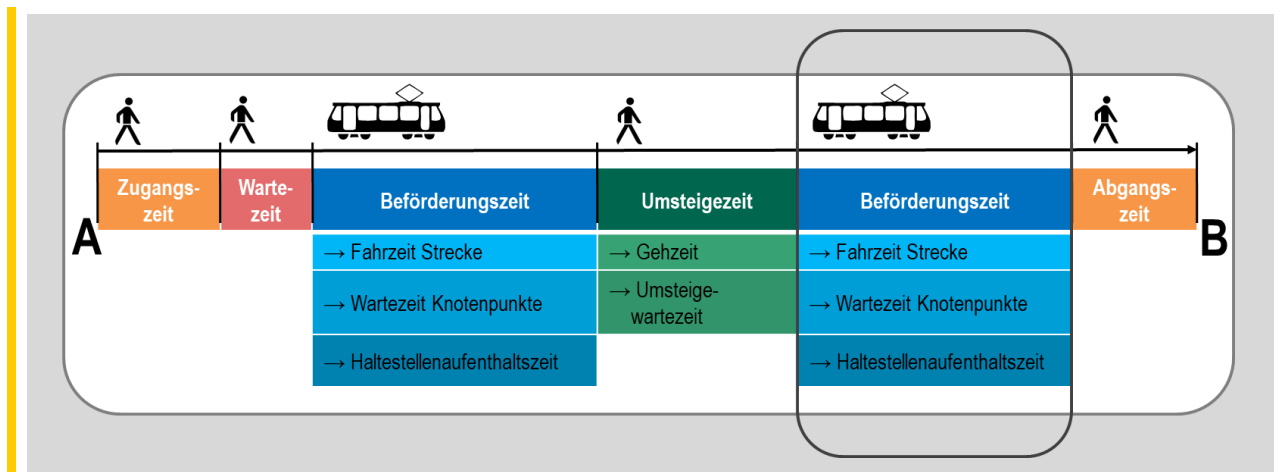 Zugangs-
zeit
Warte-
zeit
Beförderungszeit
Umsteigezeit
Beförderungszeit
Abgangs-
zeit
A
B
→ Fahrzeit Strecke
→ Gehzeit
→ Fahrzeit Strecke
→ Wartezeit Knotenpunkte
→ Umsteige-
wartezeit
→ Wartezeit Knotenpunkte
→ Haltestellenaufenthaltszeit
→ Haltestellenaufenthaltszeit